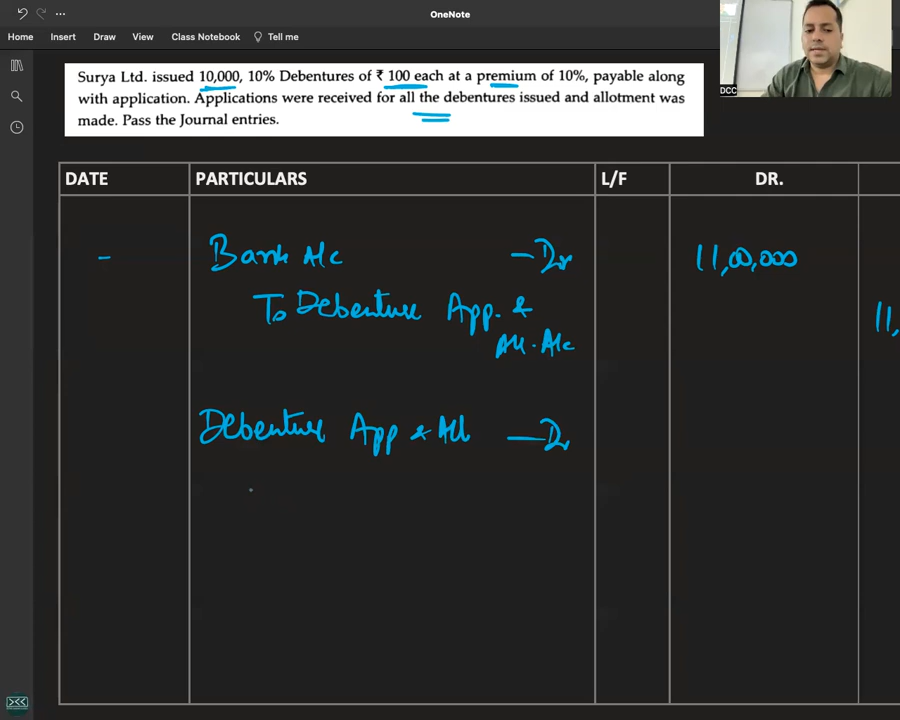 OneNote
Home Insert Draw View Class Notebook Tell me
DCC
Surya Ltd. issued 10,000, 10% Debentures of ₹ 100 each at a premium of 10%, payable along
with application. Applications were received for all the debentures issued and allotment was
made. Pass the Journal entries.
DATE PARTICULARS L/F DR.
- Bank A/c — Dr 11,00,000
To Debenture App. &
All. A/c
11,
Debenture App & All — Dr